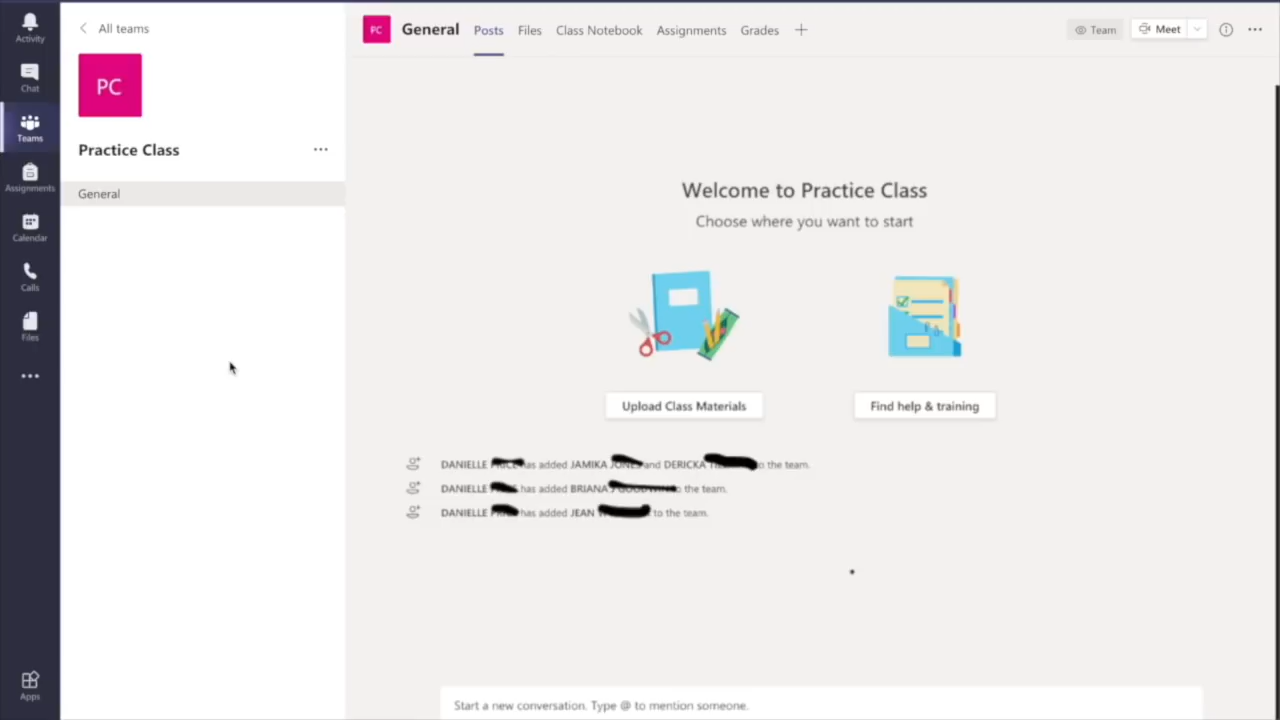 Activity
Chat
Teams
Assignments
Calendar
Calls
Files
Apps
All teams
PC
Practice Class
General
PC
General Posts Files Class Notebook Assignments Grades
Team
Meet
Welcome to Practice Class
Choose where you want to start
Upload Class Materials
Find help & training
DANIELLE has added JAMIKA and DERICKA to the team.
DANIELLE has added BRIANA the team.
DANIELLE has added JEAN to the team.
Start a new conversation. Type @ to mention someone.